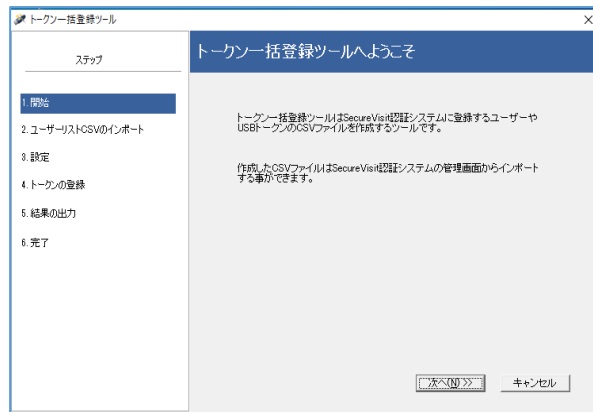 トークン一括登録ツール
ステップ
トークン一括登録ツールへようこそ
1. 開始
2. ユーザーリストCSVのインポート
3. 設定
4. トークンの登録
5. 結果の出力
6. 完了
トークン一括登録ツールはSecureVisit認証システムに登録するユーザーや
USBトークンのCSVファイルを作成するツールです。
作成したCSVファイルはSecureVisit認証システムの管理画面からインポート
する事ができます。
次へ(N) >>
キャンセル